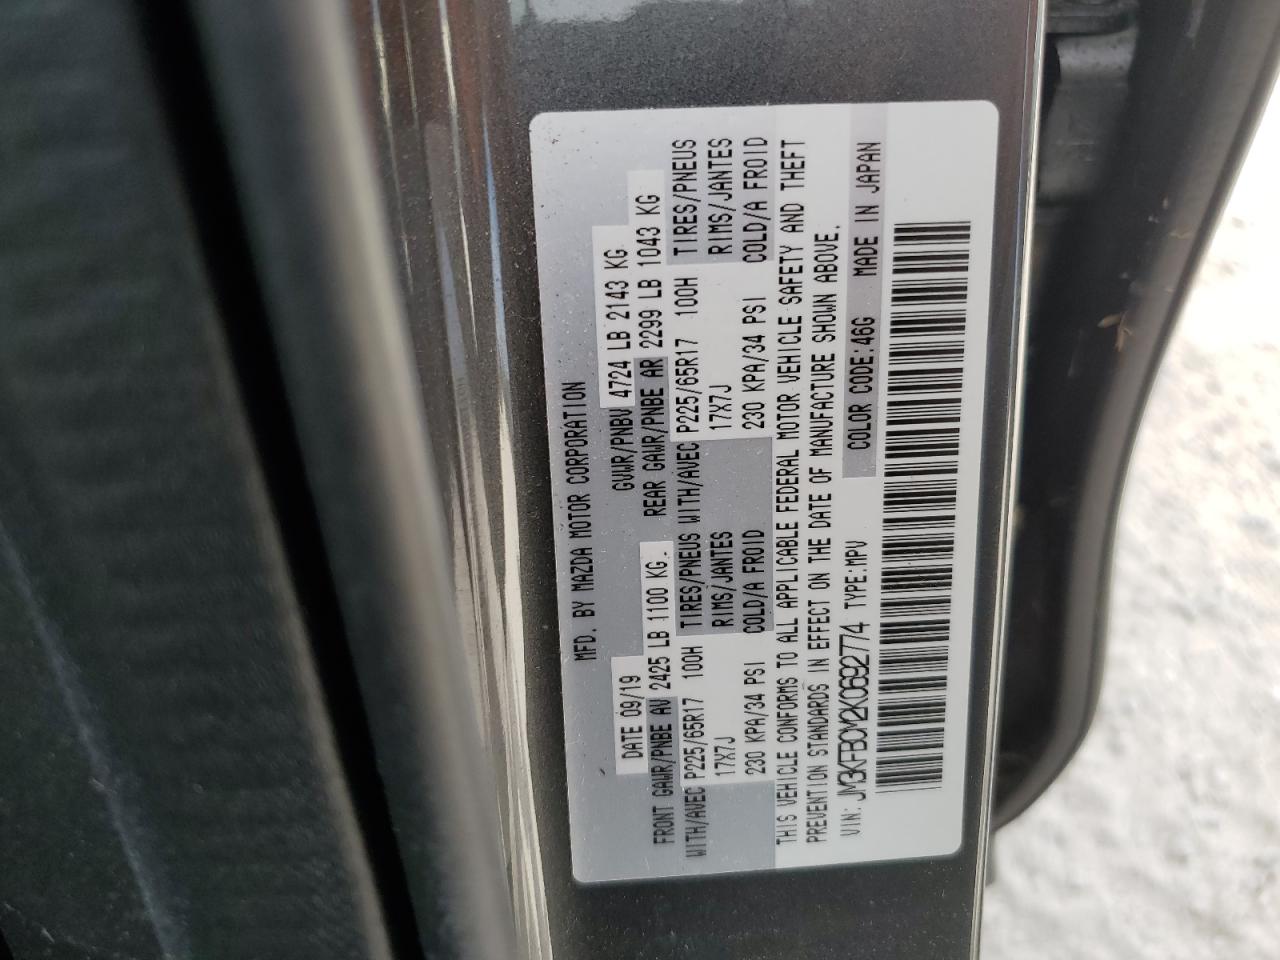 MFD. BY MAZDA MOTOR CORPORATION
DATE 09/19 GVWR/PNBV 4724 LB 2143 KG
FRONT GAWR/PNBE AV 2425 LB 1100 KG. REAR GAWR/PNBE AR 2299 LB 1043 KG
WITH/AVEC P225/65R17 100H TIRES/PNEUS WITH/AVEC P225/65R17 100H TIRES/PNEUS
17X7J RIMS/JANTES 17X7J RIMS/JANTES
230 KPA/34 PSI COLD/A FROID 230 KPA/34 PSI COLD/A FROID
THIS VEHICLE CONFORMS TO ALL APPLICABLE FEDERAL MOTOR VEHICLE SAFETY AND THEFT
PREVENTION STANDARDS IN EFFECT ON THE DATE OF MANUFACTURE SHOWN ABOVE.
VIN: JM3KFBCM2K0692774 TYPE:MPV COLOR CODE:46G MADE IN JAPAN